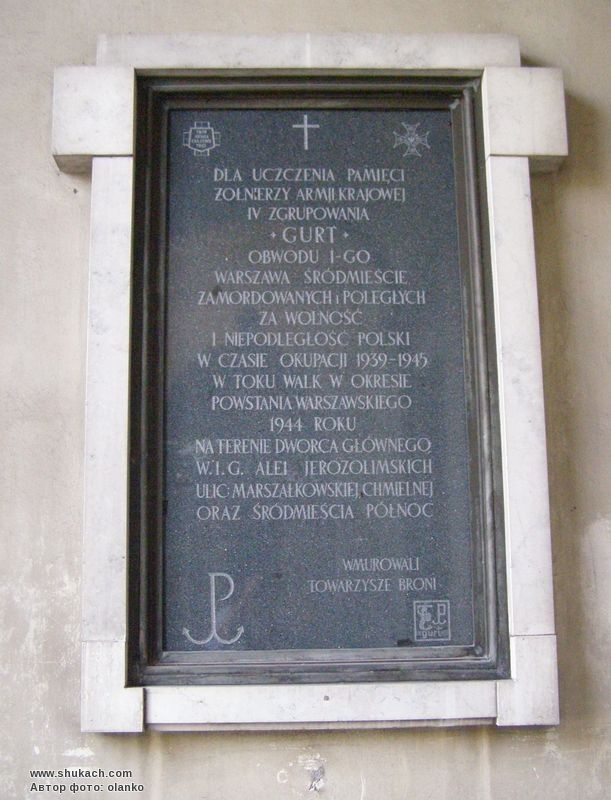 DLA UCZCZENIA PAMIĘCI
ŻOŁNIERZY ARMII KRAJOWEJ
IV ZGRUPOWANIA
GURT
OBWODU I-GO
WARSZAWA ŚRÓDMIEŚCIE,
ZAMORDOWANYCH i POLEGŁYCH
ZA WOLNOŚĆ
I NIEPODLEGŁOŚĆ POLSKI
W CZASIE OKUPACJI 1939-1945
W TOKU WALK W OKRESIE
POWSTANIA WARSZAWSKIEGO
1944 ROKU
NA TERENIE DWORCA GŁÓWNEGO
W.I.G. ALEI JEROZOLIMSKICH
ULIC: MARSZAŁKOWSKIEJ, CHMIELNEJ
ORAZ ŚRÓDMIEŚCIA PÓŁNOC
WMUROWALI
TOWARZYSZE BRONI
gurt
www.shukach.com
Автор фото: olanko